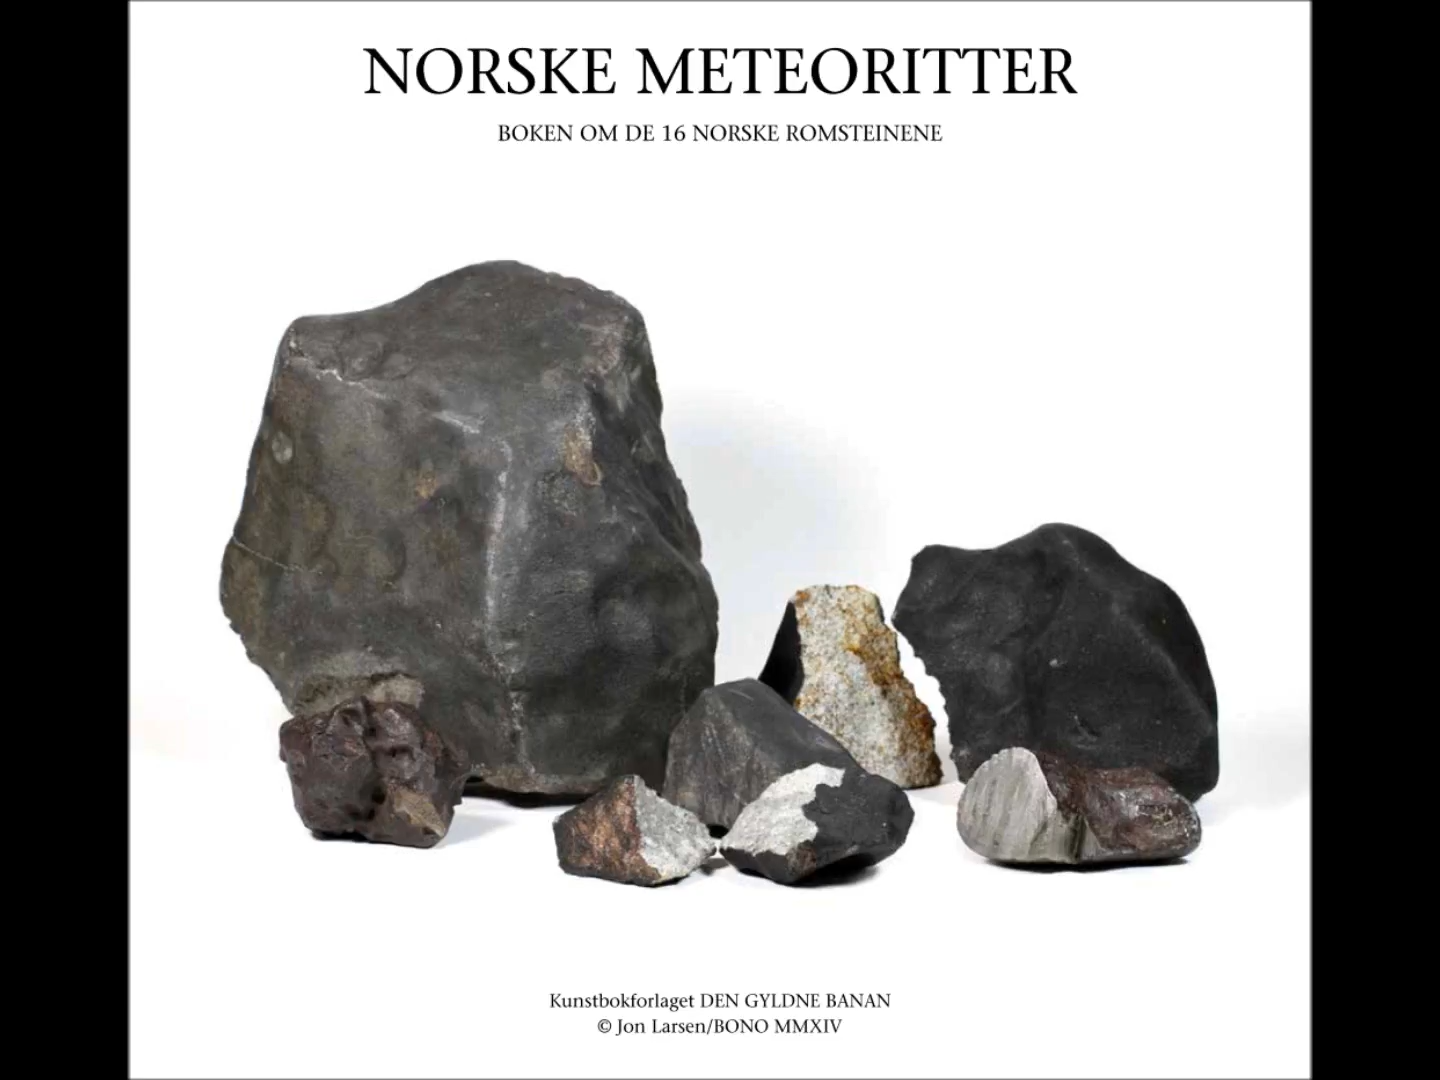 NORSKE METEORITTER
BOKEN OM DE 16 NORSKE ROMSTEINENE
Kunstbokforlaget DEN GYLDNE BANAN
© Jon Larsen/BONO MMXIV